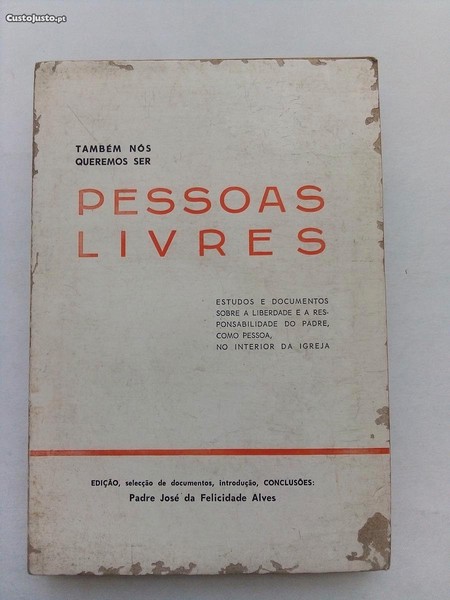 CustoJusto.pt
TAMBÉM NÓS
QUEREMOS SER
PESSOAS
LIVRES
ESTUDOS E DOCUMENTOS
SOBRE A LIBERDADE E A RES-
PONSABILIDADE DO PADRE,
COMO PESSOA,
NO INTERIOR DA IGREJA
EDIÇÃO, selecção de documentos, introdução, CONCLUSÕES:
Padre José da Felicidade Alves